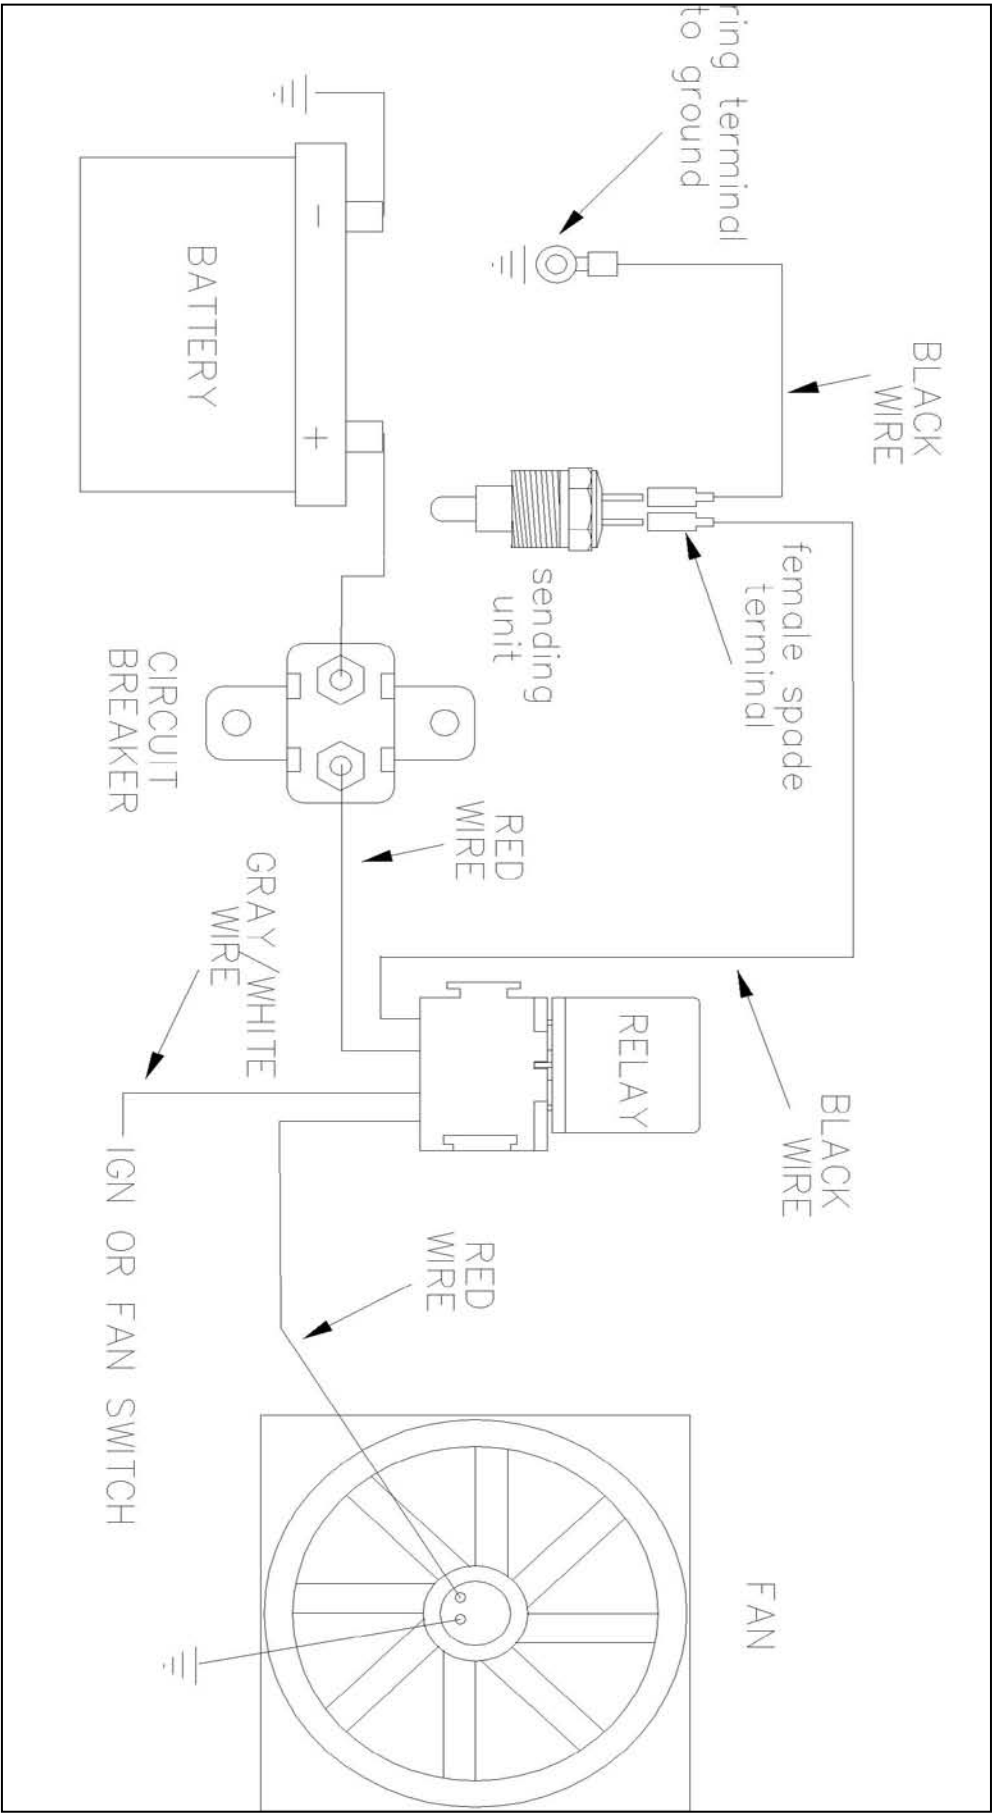 ring terminal
to ground
BLACK
WIRE
female spade
terminal
sending
unit
-
+
BATTERY
CIRCUIT
BREAKER
RED
WIRE
GRAY/WHITE
WIRE
RELAY
BLACK
WIRE
RED
WIRE
IGN OR FAN SWITCH
FAN